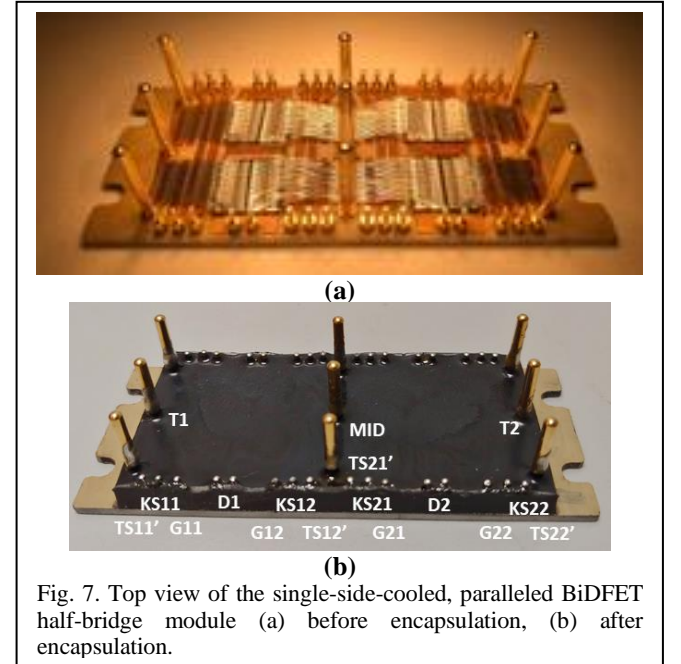 (a)
T1
MID
T2
TS21’
KS11
D1
KS12
KS21
D2
KS22
TS11’
G11
G12
TS12’
G21
G22
TS22’
(b)
Fig. 7. Top view of the single-side-cooled, paralleled BiDFET
half-bridge module (a) before encapsulation, (b) after
encapsulation.